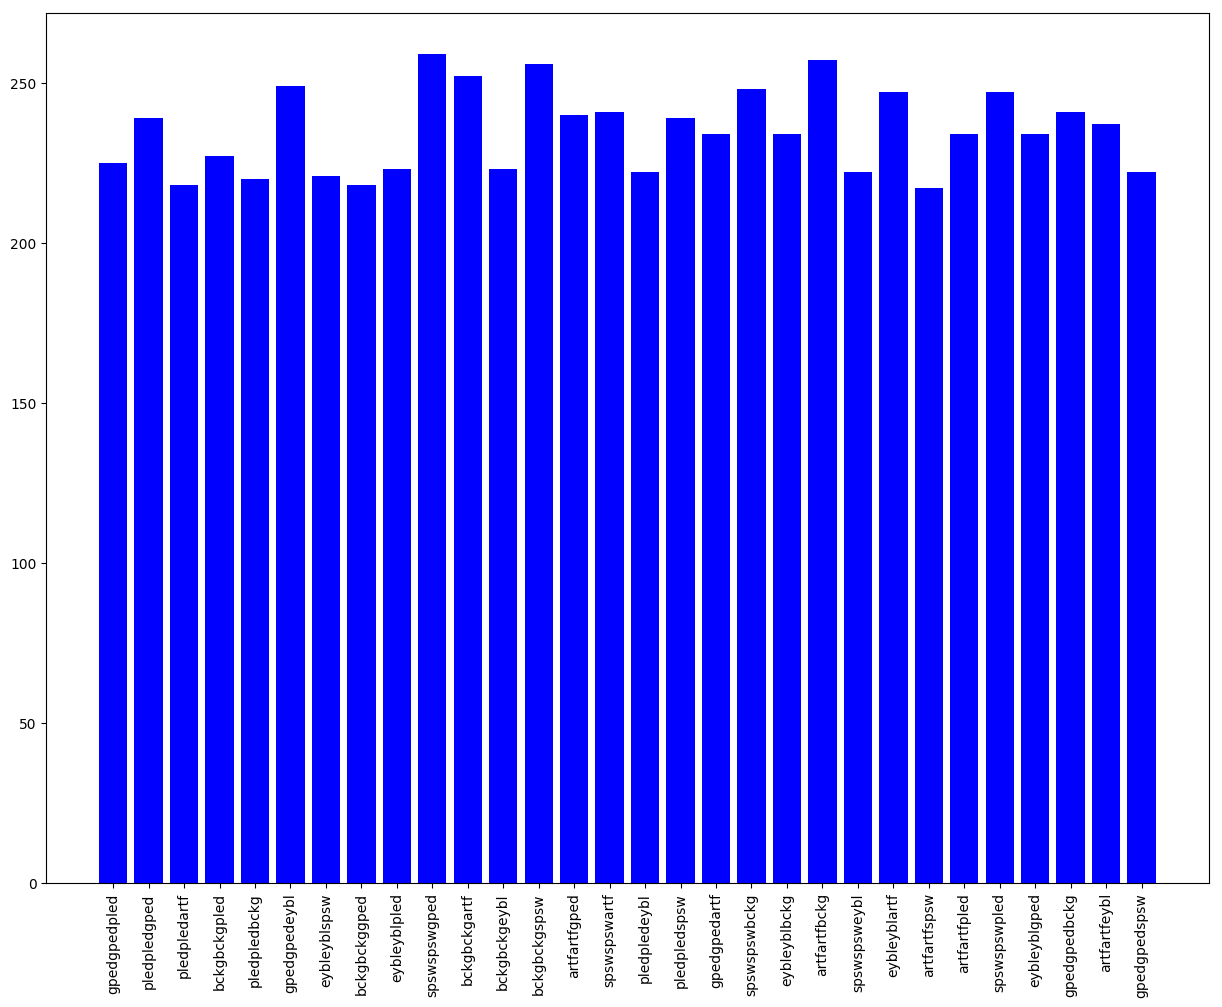 250
200
150
100
50
0
gpedgpedpled
pledpledgped
pledpledartf
bckgbckgpled
pledpledbckg
gpedgpedeybl
eybleyblspsw
bckgbckggped
eybleyblpled
spswspswgped
bckgbckgartf
bckgbckgeybl
bckgbckgspsw
artfartfgped
spswspswartf
pledpledeybl
pledpledspsw
gpedgpedartf
spswspswbckg
eybleyblbckg
artfartfbckg
spswspsweybl
eybleyblartf
artfartfspsw
artfartfpled
spswspswpled
eybleyblgped
gpedgpedbckg
artfartfeybl
gpedgpedspsw